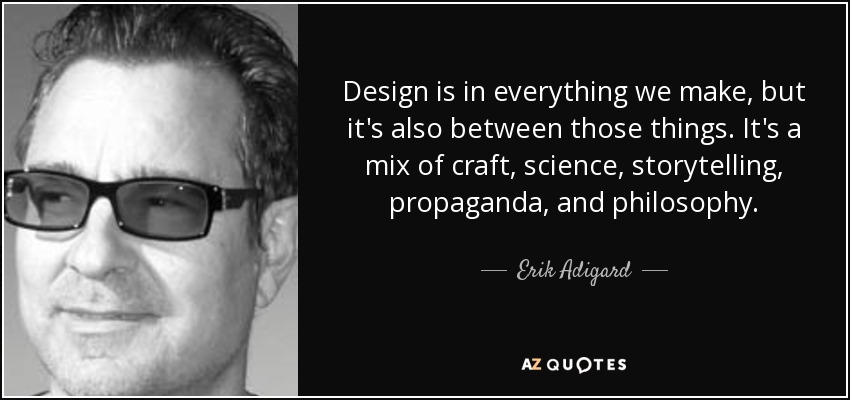 Design is in everything we make, but
it's also between those things. It's a
mix of craft, science, storytelling,
propaganda, and philosophy.
Erik Adigard
AZ QUOTES